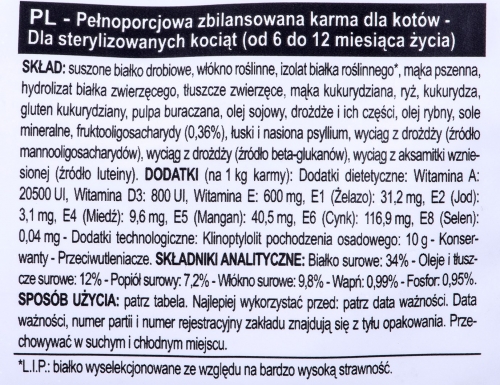 PL - Pełnoporcjowa zbilansowana karma dla kotów -
Dla sterylizowanych kociąt (od 6 do 12 miesiąca życia)
SKŁAD: suszone białko drobiowe, włókno roślinne, izolat białka roślinnego*, mąka pszenna,
hydrolizat białka zwierzęcego, tłuszcze zwierzęce, mąka kukurydziana, ryż, kukurydza,
gluten kukurydziany, pulpa buraczana, olej sojowy, drożdże i ich części, olej rybny, sole
mineralne, fruktooligosacharydy (0,36%), łuski i nasiona psyllium, wyciąg z drożdży (źródło
mannooligosacharydów), wyciąg z drożdży (źródło beta-glukanów), wyciąg z aksamitki wznie-
sionej (źródło luteiny). DODATKI (na 1 kg karmy): Dodatki dietetyczne: Witamina A:
20500 UI, Witamina D3: 800 UI, Witamina E: 600 mg, E1 (Żelazo): 31,2 mg, E2 (Jod):
3,1 mg, E4 (Miedź): 9,6 mg, E5 (Mangan): 40,5 mg, E6 (Cynk): 116,9 mg, E8 (Selen):
0,04 mg - Dodatki technologiczne: Klinoptylolit pochodzenia osadowego: 10 g - Konser-
wanty - Przeciwutleniacze. SKŁADNIKI ANALITYCZNE: Białko surowe: 34% - Oleje i tłusz-
cze surowe: 12% - Popiół surowy: 7,2% - Włókno surowe: 9,8% - Wapń: 0,99% - Fosfor: 0,95%.
SPOSÓB UŻYCIA: patrz tabela. Najlepiej wykorzystać przed: patrz data ważności. Data
ważności, numer partii i numer rejestracyjny zakładu znajdują się z tyłu opakowania. Prze-
chowywać w suchym i chłodnym miejscu.
*L.I.P.: białko wyselekcjonowane ze względu na bardzo wysoką strawność.